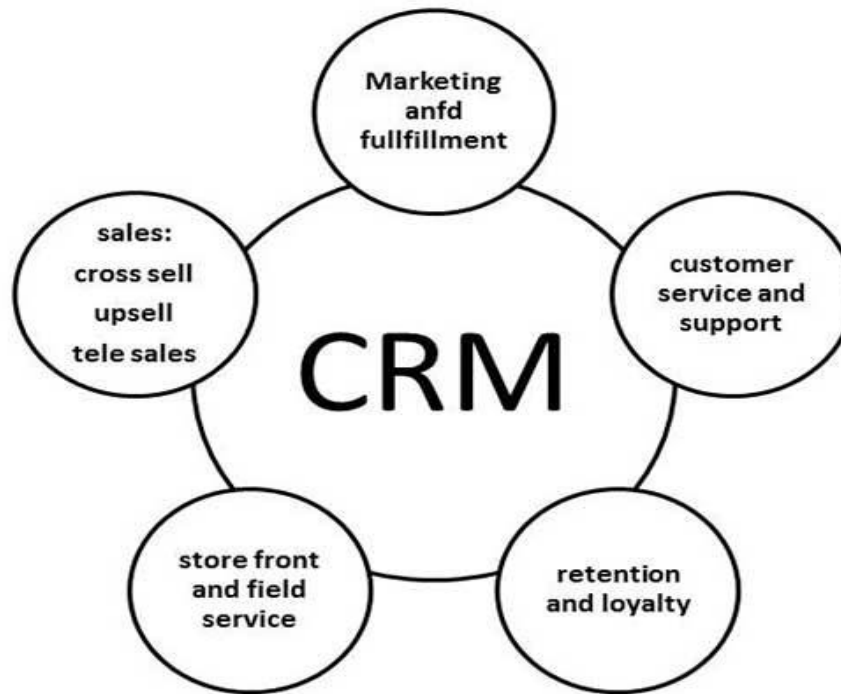 Marketing
anfd
fullfillment
sales:
cross sell
upsell
tele sales
customer
service and
support
CRM
store front
and field
service
retention
and loyalty